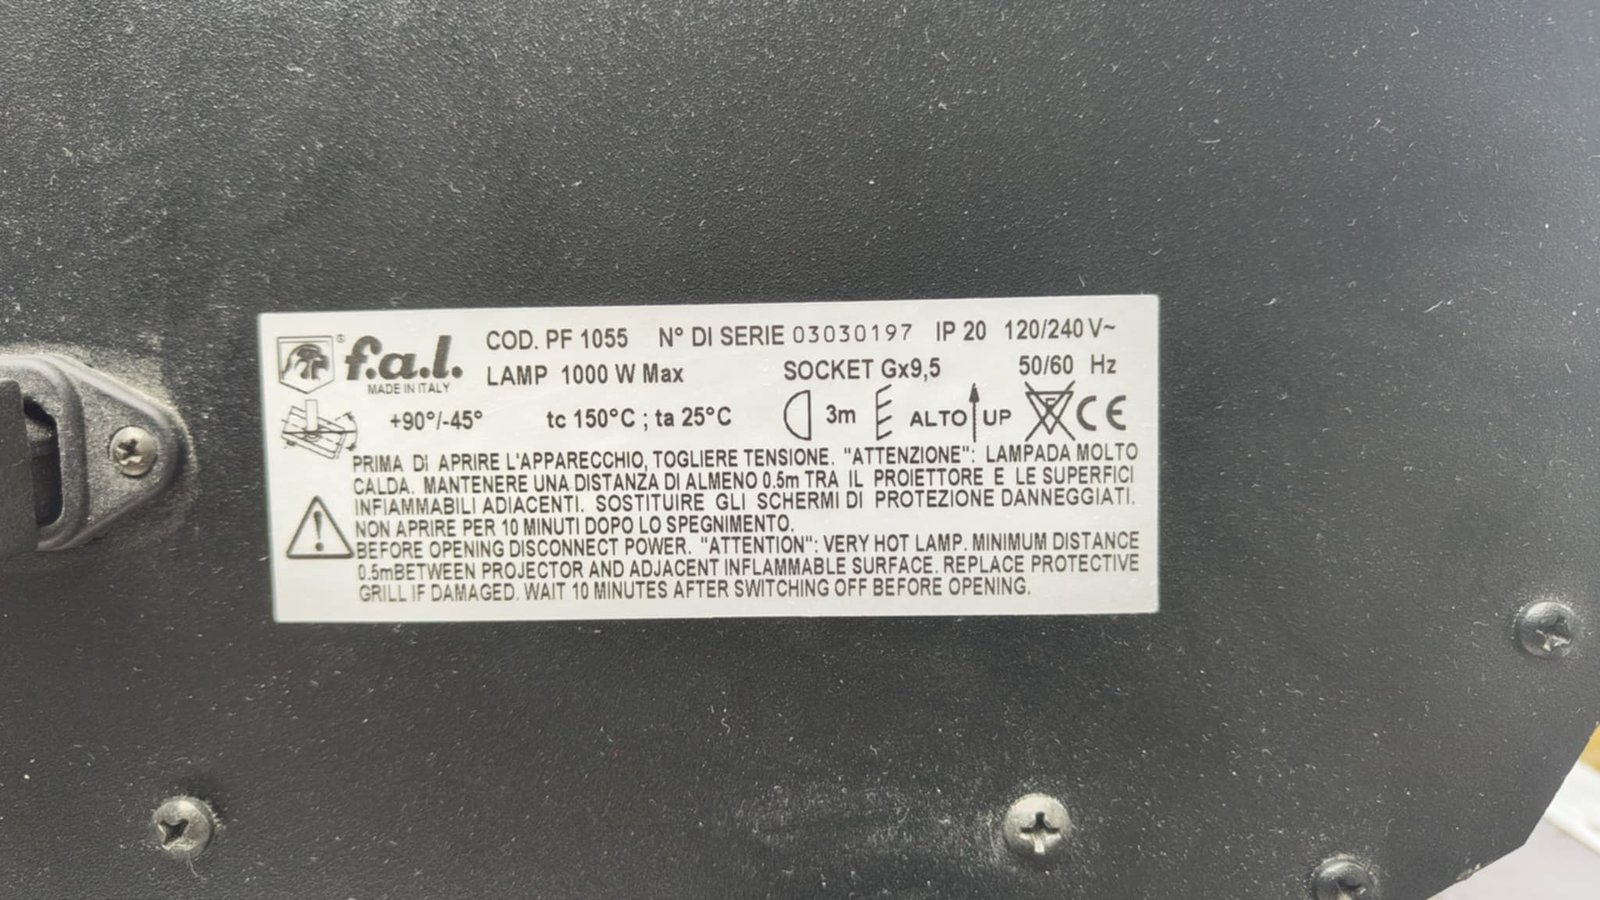 f.a.l.®
MADE IN ITALY
COD. PF 1055 N° DI SERIE 03030197 IP 20 120/240 V~
LAMP 1000 W Max SOCKET Gx9,5 50/60 Hz
+90°/-45° tc 150°C ; ta 25°C 3m ALTO UP F CE
PRIMA DI APRIRE L'APPARECCHIO, TOGLIERE TENSIONE. "ATTENZIONE": LAMPADA MOLTO
CALDA. MANTENERE UNA DISTANZA DI ALMENO 0.5m TRA IL PROIETTORE E LE SUPERFICI
INFIAMMABILI ADIACENTI. SOSTITUIRE GLI SCHERMI DI PROTEZIONE DANNEGGIATI.
NON APRIRE PER 10 MINUTI DOPO LO SPEGNIMENTO.
BEFORE OPENING DISCONNECT POWER. "ATTENTION": VERY HOT LAMP. MINIMUM DISTANCE
0.5mBETWEEN PROJECTOR AND ADJACENT INFLAMMABLE SURFACE. REPLACE PROTECTIVE
GRILL IF DAMAGED. WAIT 10 MINUTES AFTER SWITCHING OFF BEFORE OPENING.